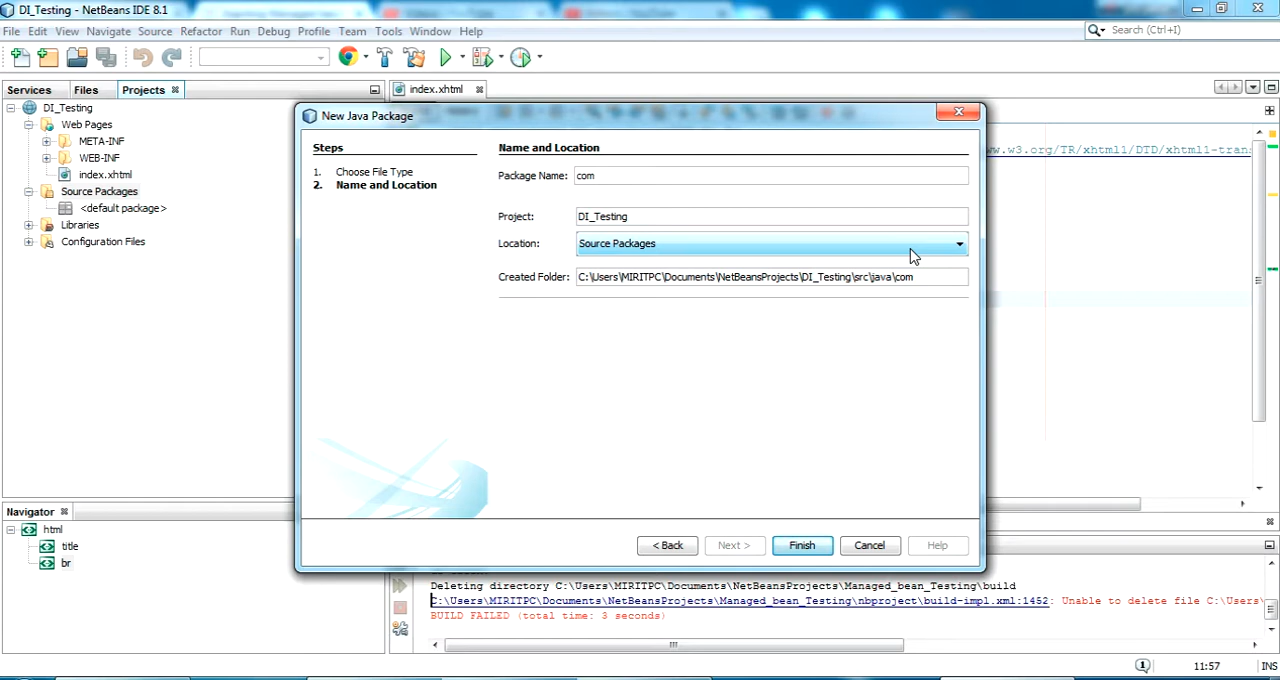 DI_Testing - NetBeans IDE 8.1
File Edit View Navigate Source Refactor Run Debug Profile Team Tools Window Help
Search (Ctrl+I)
Services Files Projects
index.xhtml
DI_Testing
Web Pages
META-INF
WEB-INF
index.xhtml
Source Packages
<default package>
Libraries
Configuration Files
New Java Package
Steps
1. Choose File Type
2. Name and Location
Name and Location
Package Name: com
Project: DI_Testing
Location: Source Packages
Created Folder: C:\Users\MIRITPC\Documents\NetBeansProjects\DI_Testing\src\java\com
ww.w3.org/TR/xhtml1/DTD/xhtml1-trans
< Back Next > Finish Cancel Help
Navigator
html
title
br
Deleting directory C:\Users\MIRITPC\Documents\NetBeansProjects\Managed_bean_Testing\build
C:\Users\MIRITPC\Documents\NetBeansProjects\Managed_bean_Testing\nbproject\build-impl.xml:1452: Unable to delete file C:\Users
BUILD FAILED (total time: 3 seconds)
1 11:57 INS